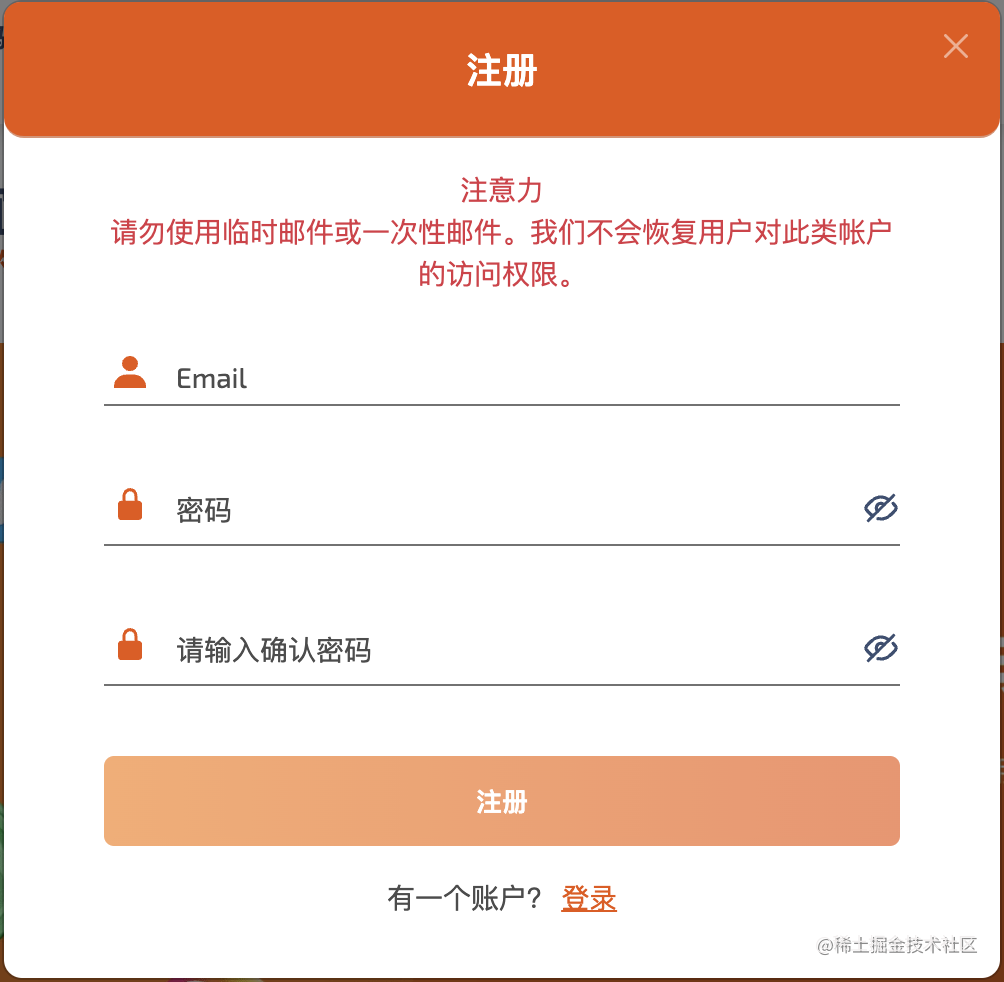 注册
注意力
请勿使用临时邮件或一次性邮件。我们不会恢复用户对此类帐户
的访问权限。
Email
密码
请输入确认密码
注册
有一个账户? 登录
@稀土掘金技术社区